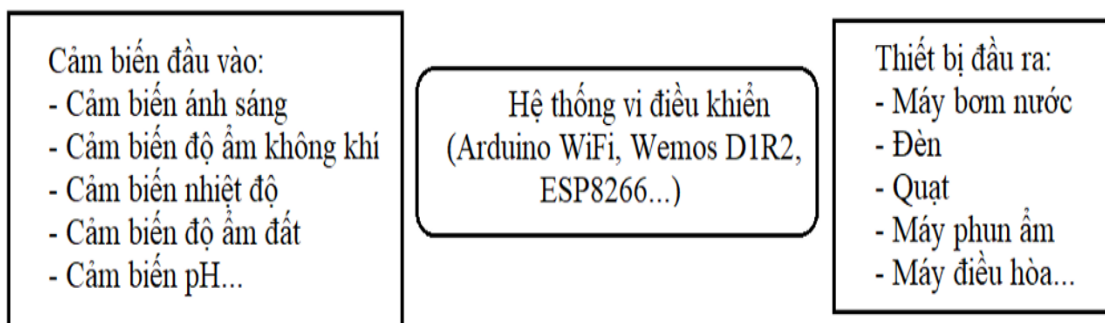 Cảm biến đầu vào:
- Cảm biến ánh sáng
- Cảm biến độ ẩm không khí
- Cảm biến nhiệt độ
- Cảm biến độ ẩm đất
- Cảm biến pH...
Hệ thống vi điều khiển
(Arduino WiFi, Wemos D1R2,
ESP8266...)
Thiết bị đầu ra:
- Máy bơm nước
- Đèn
- Quạt
- Máy phun ẩm
- Máy điều hòa...